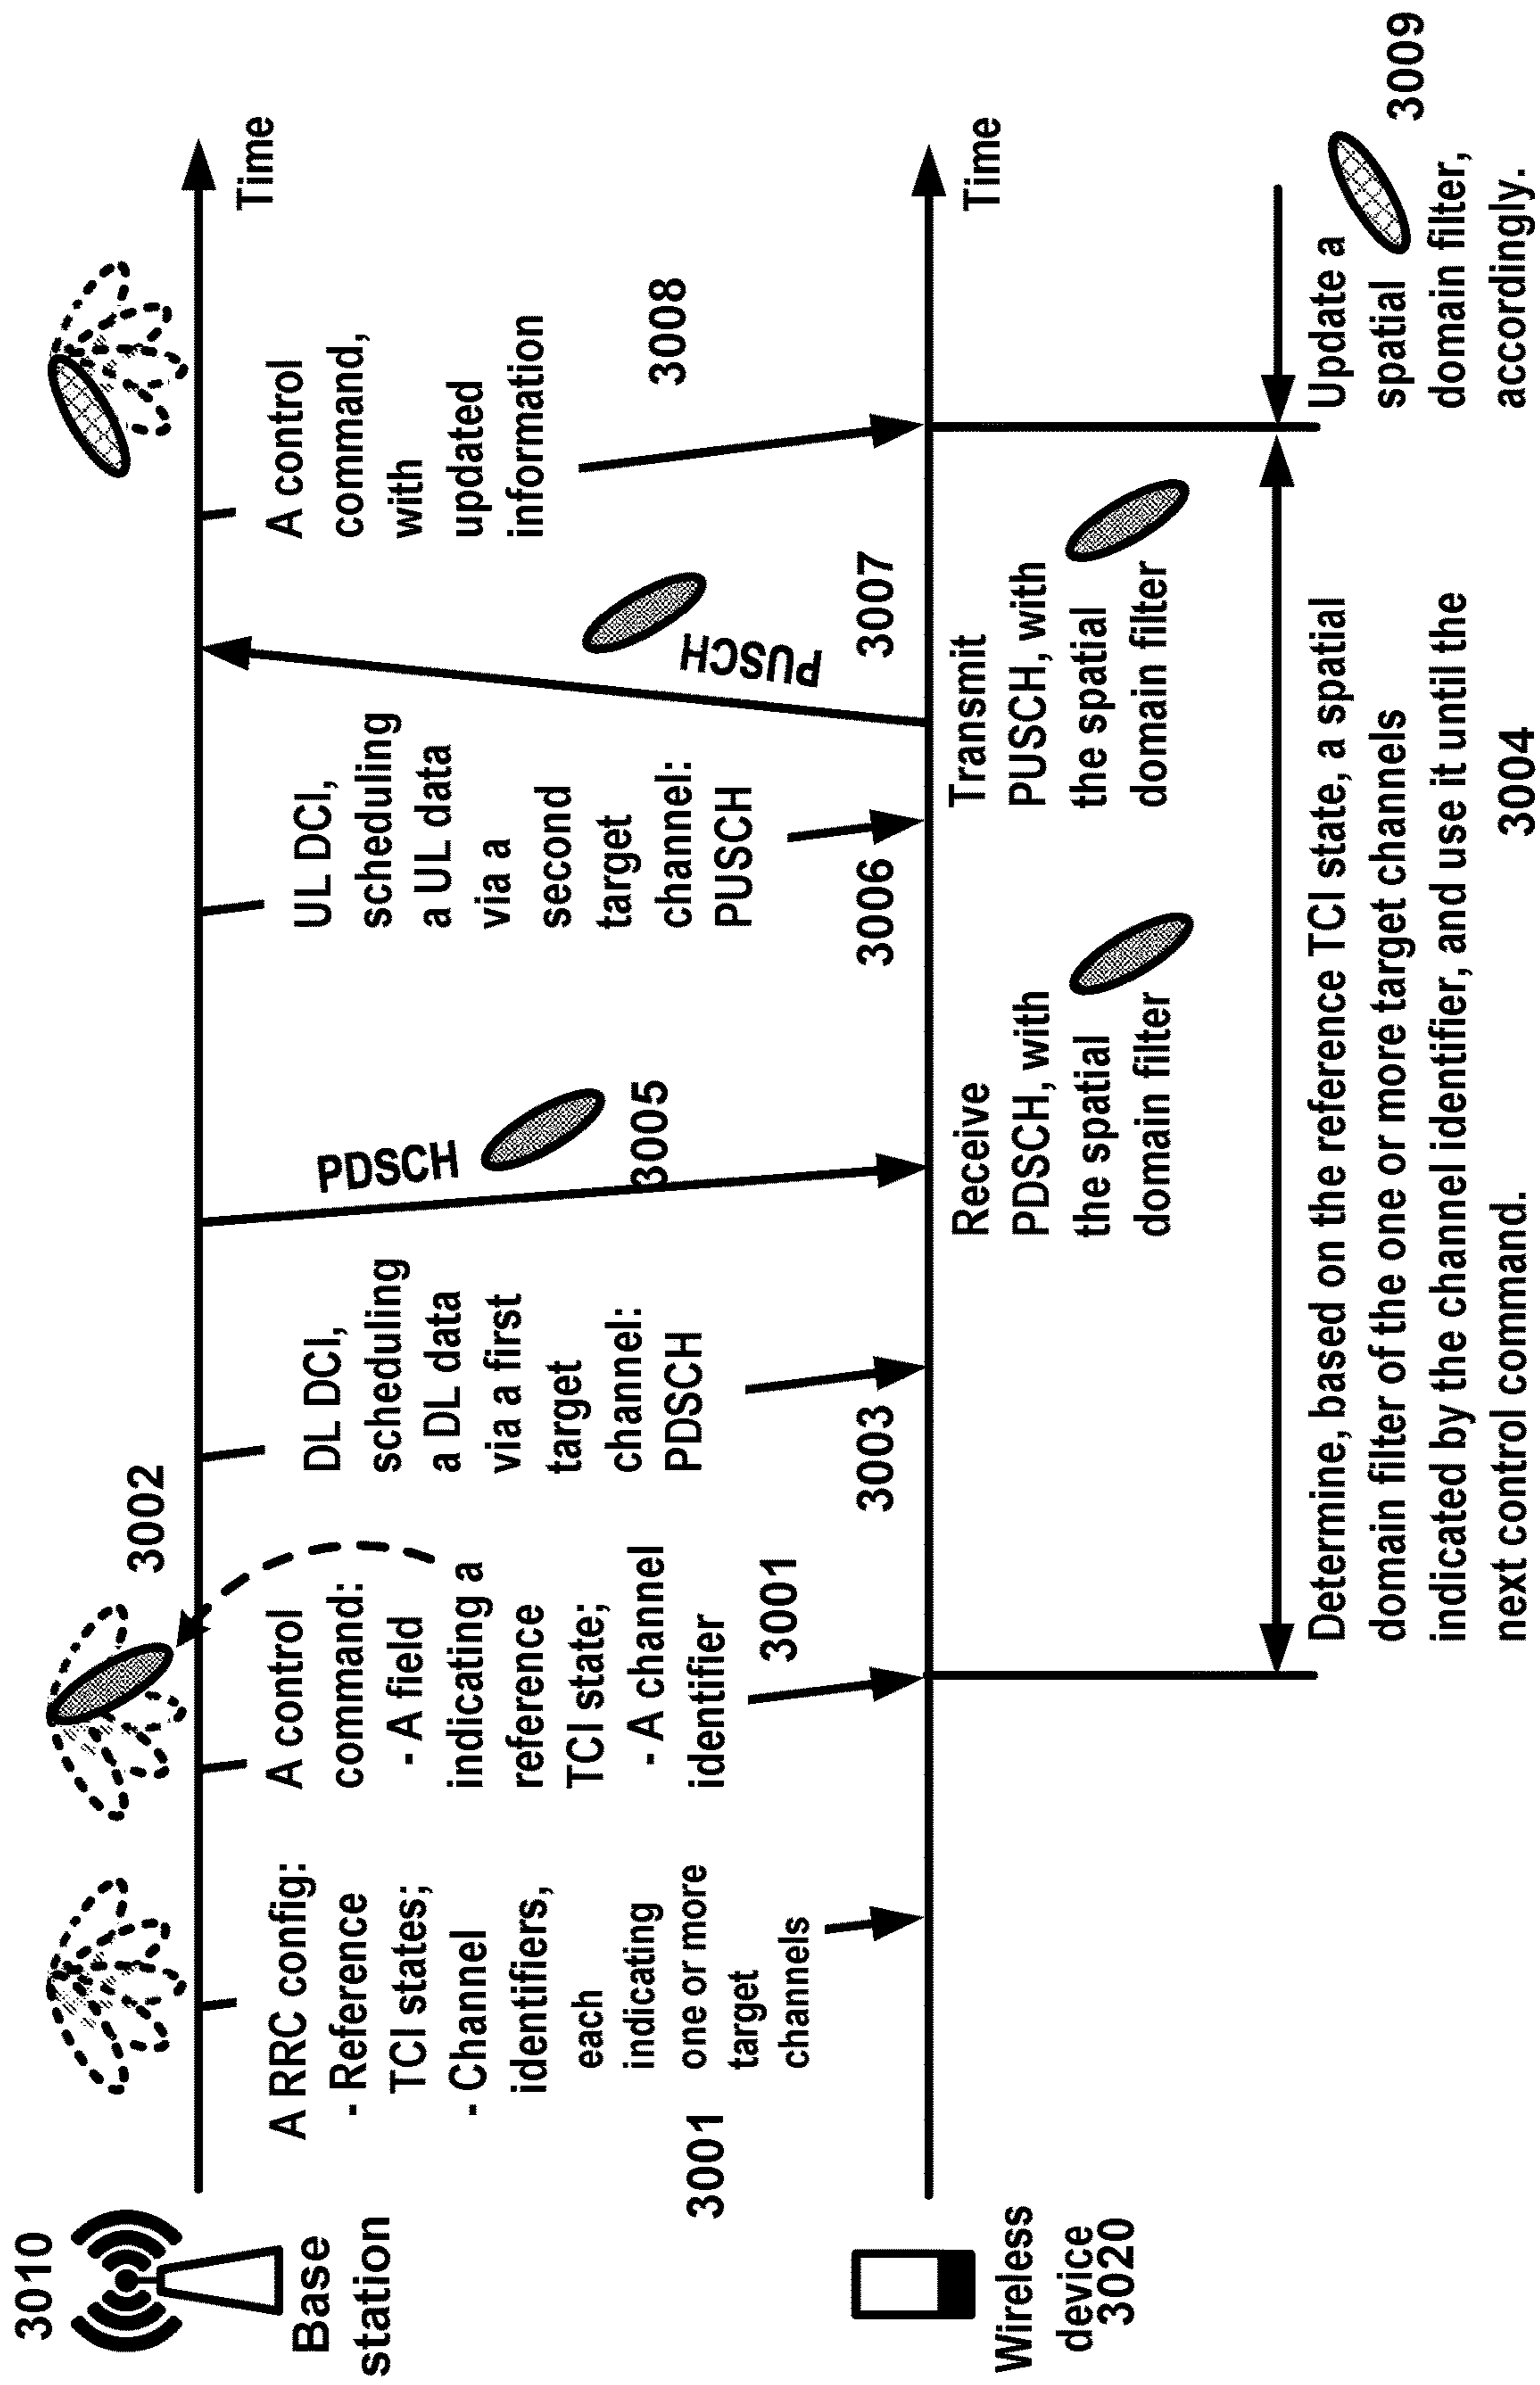 3010
Base
station
3001
A RRC config:
- Reference
TCI states;
- Channel
identifiers,
each
indicating
one or more
target
channels
3002
A control
command:
- A field
indicating a
reference
TCI state;
- A channel
identifier
3001
DL DCI,
scheduling
a DL data
via a first
target
channel:
PDSCH
3003
PDSCH
3005
UL DCI,
scheduling
a UL data
via a
second
target
channel:
PUSCH
3006
PUSCH
3007
A control
command,
with
updated
information
3008
Time
Wireless
device
3020
Receive
PDSCH, with
the spatial
domain filter
Transmit
PUSCH, with
the spatial
domain filter
Time
Determine, based on the reference TCI state, a spatial
domain filter of the one or more target channels
indicated by the channel identifier, and use it until the
next control command.
3004
Update a
spatial
domain filter,
accordingly.
3009